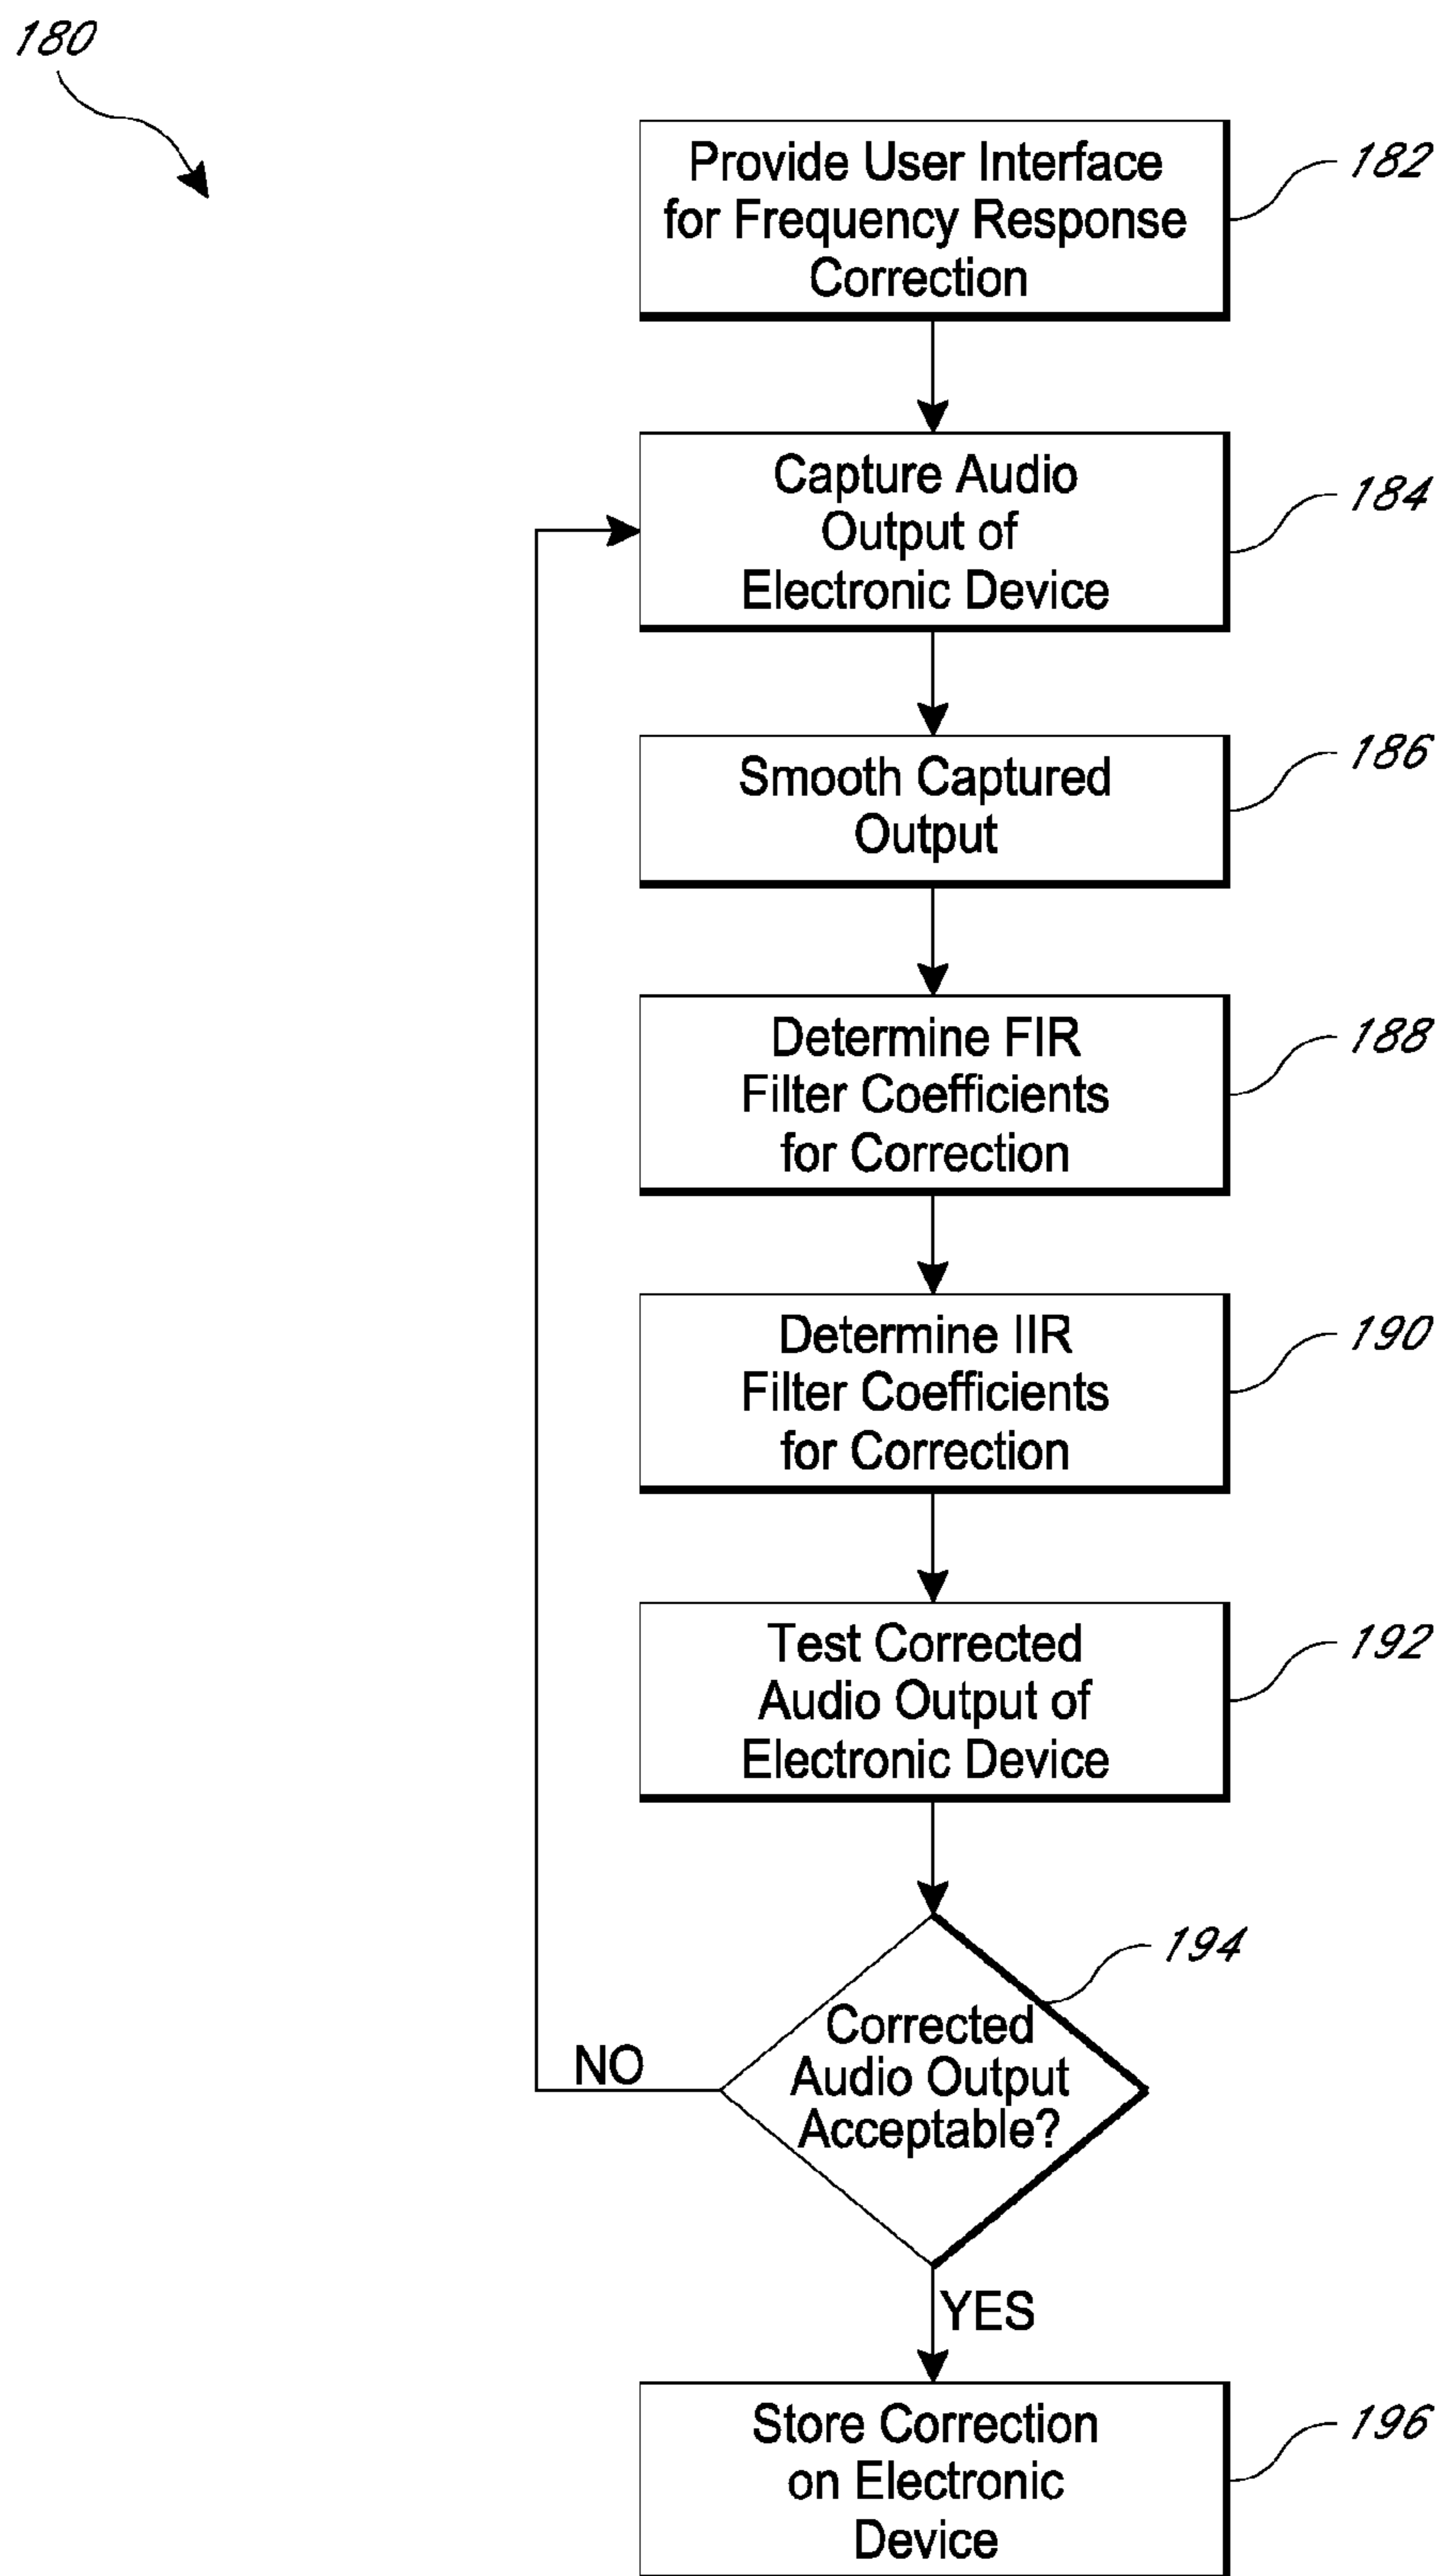 180
Provide User Interface
for Frequency Response
Correction
182
Capture Audio
Output of
Electronic Device
184
Smooth Captured
Output
186
Determine FIR
Filter Coefficients
for Correction
188
Determine IIR
Filter Coefficients
for Correction
190
Test Corrected
Audio Output of
Electronic Device
192
Corrected
Audio Output
Acceptable?
194
NO
YES
Store Correction
on Electronic
Device
196